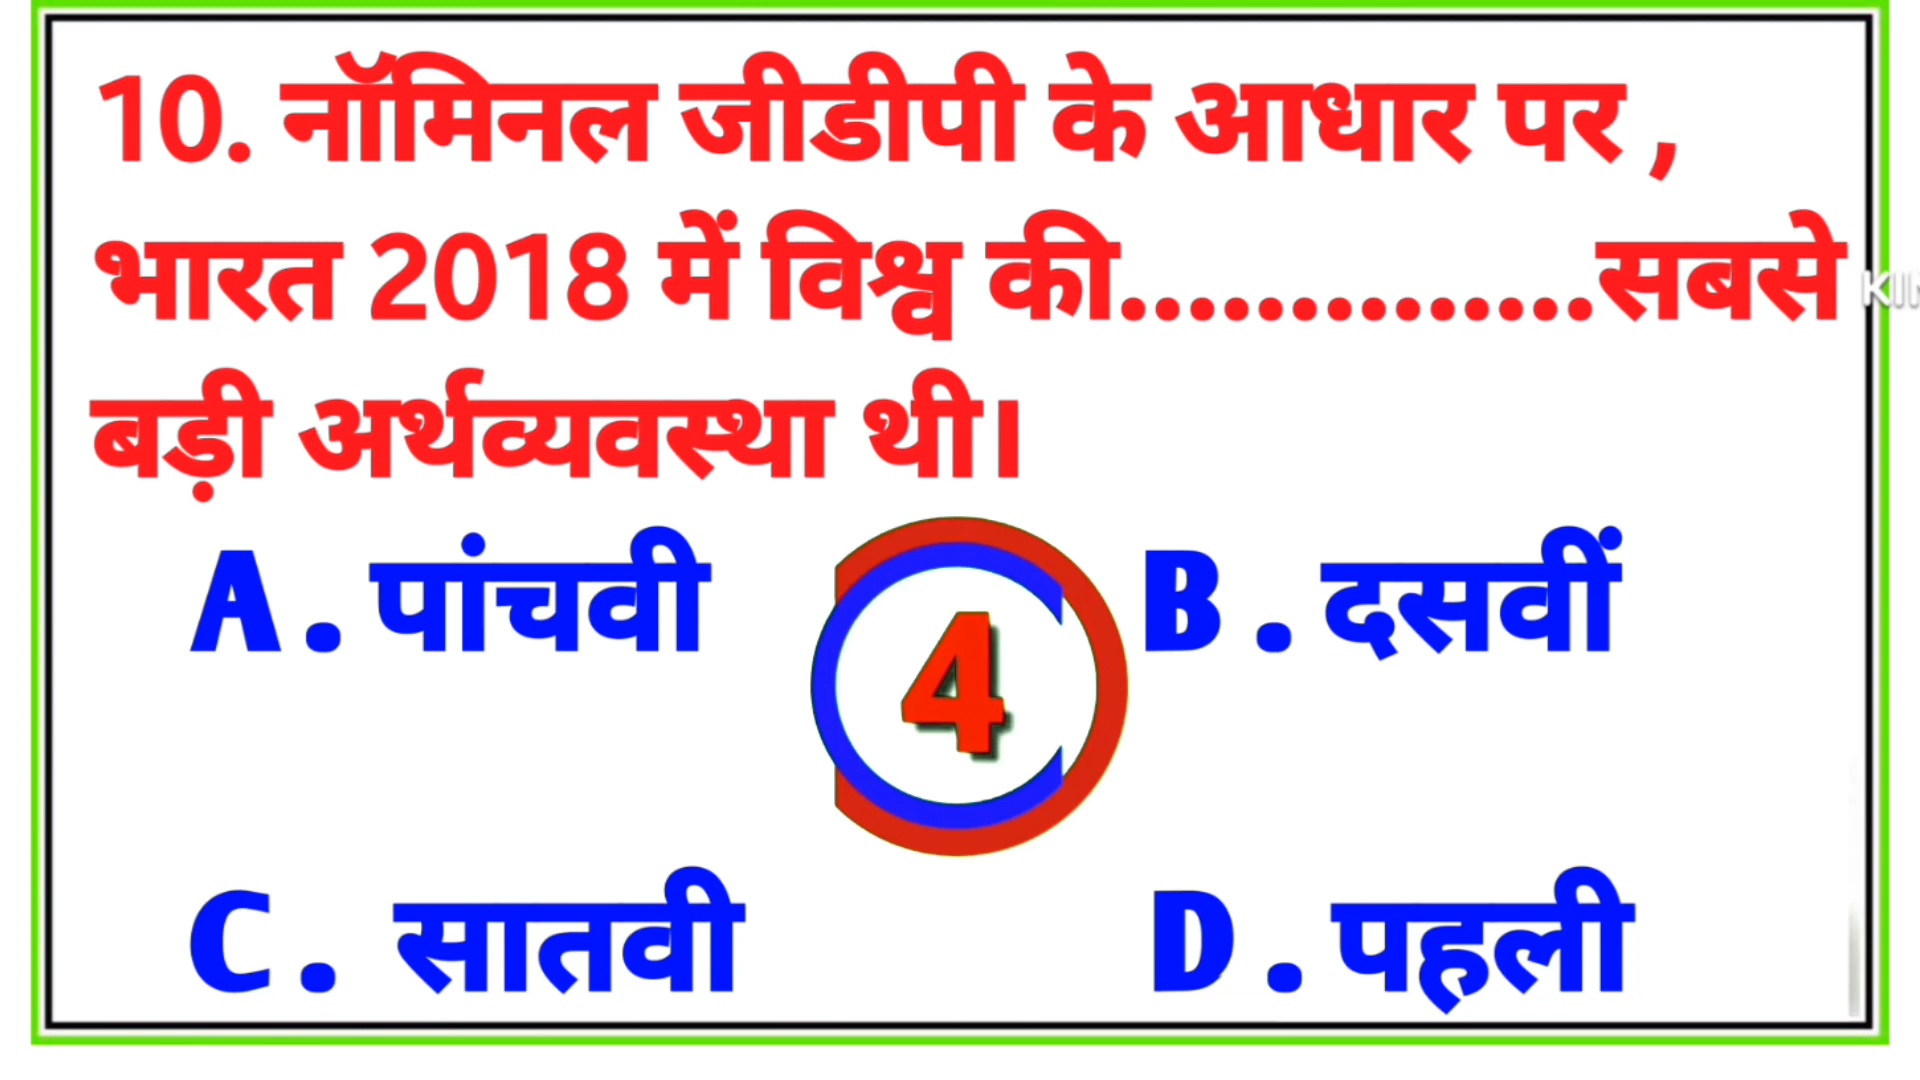 10. नॉमिनल जीडीपी के आधार पर ,
भारत 2018 में विश्व की..............सबसे
बड़ी अर्थव्यवस्था थी।
A . पांचवी
B . दसवीं
4
C . सातवी
D . पहली